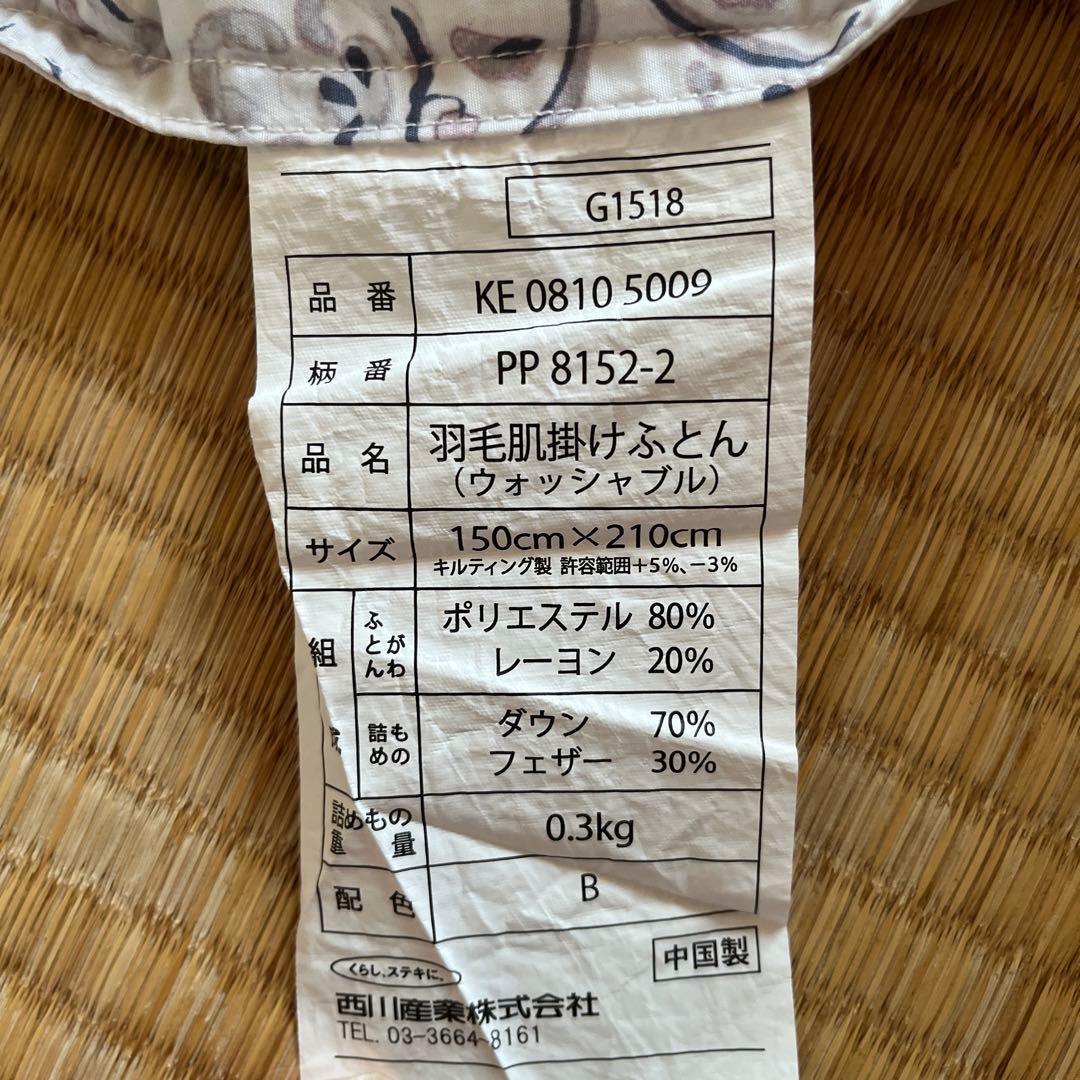 G1518
品番 KE 0810 5009
柄番 PP 8152-2
品名 羽毛肌掛けふとん
（ウォッシャブル）
サイズ 150cm×210cm
キルティング製 許容範囲＋5%、－3%
組成 ふとんがわ ポリエステル 80%
レーヨン 20%
詰めもの ダウン 70%
フェザー 30%
詰めもの
重量 0.3kg
配色 B
中国製
くらし、ステキに。
西川産業株式会社
TEL. 03-3664-8161